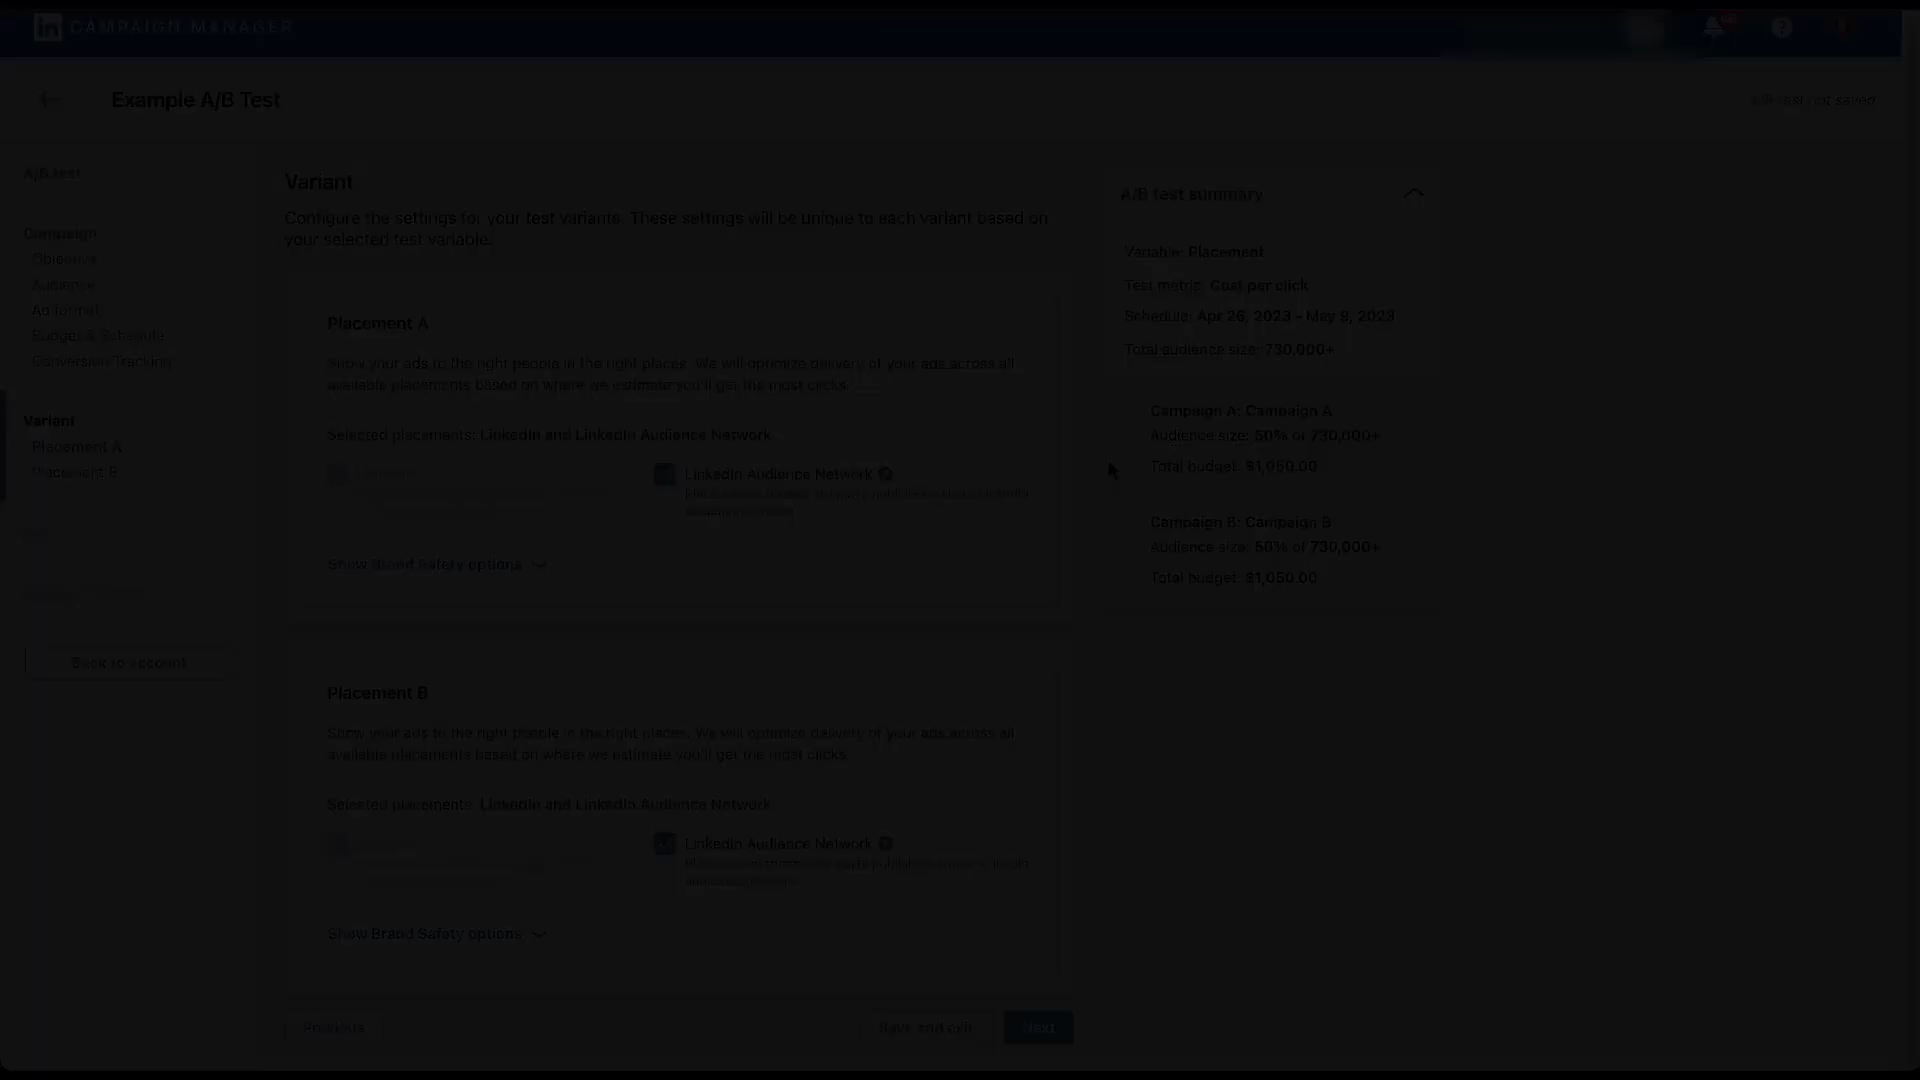 in CAMPAIGN MANAGER
Example A/B Test
A/B test not saved
A/B test
Campaign
Objective
Audience
Ad format
Budget & Schedule
Conversion Tracking
Variant
Placement A
Placement B
Back to account
Variant
Configure the settings for your test variants. These settings will be unique to each variant based on
your selected test variable.
Placement A
Show your ads to the right people in the right places. We will optimize delivery of your ads across all
available placements based on where we estimate you'll get the most clicks.
Selected placements: LinkedIn and LinkedIn Audience Network
LinkedIn Audience Network
Show Brand Safety options
Placement B
Show your ads to the right people in the right places. We will optimize delivery of your ads across all
available placements based on where we estimate you'll get the most clicks.
Selected placements: LinkedIn and LinkedIn Audience Network
LinkedIn Audience Network
Show Brand Safety options
Previous
Save and exit
Next
A/B test summary
Variable: Placement
Test metric: Cost per click
Schedule: Apr 26, 2023 - May 9, 2023
Total audience size: 730,000+
Campaign A: Campaign A
Audience size: 50% of 730,000+
Total budget: $1,050.00
Campaign B: Campaign B
Audience size: 50% of 730,000+
Total budget: $1,050.00